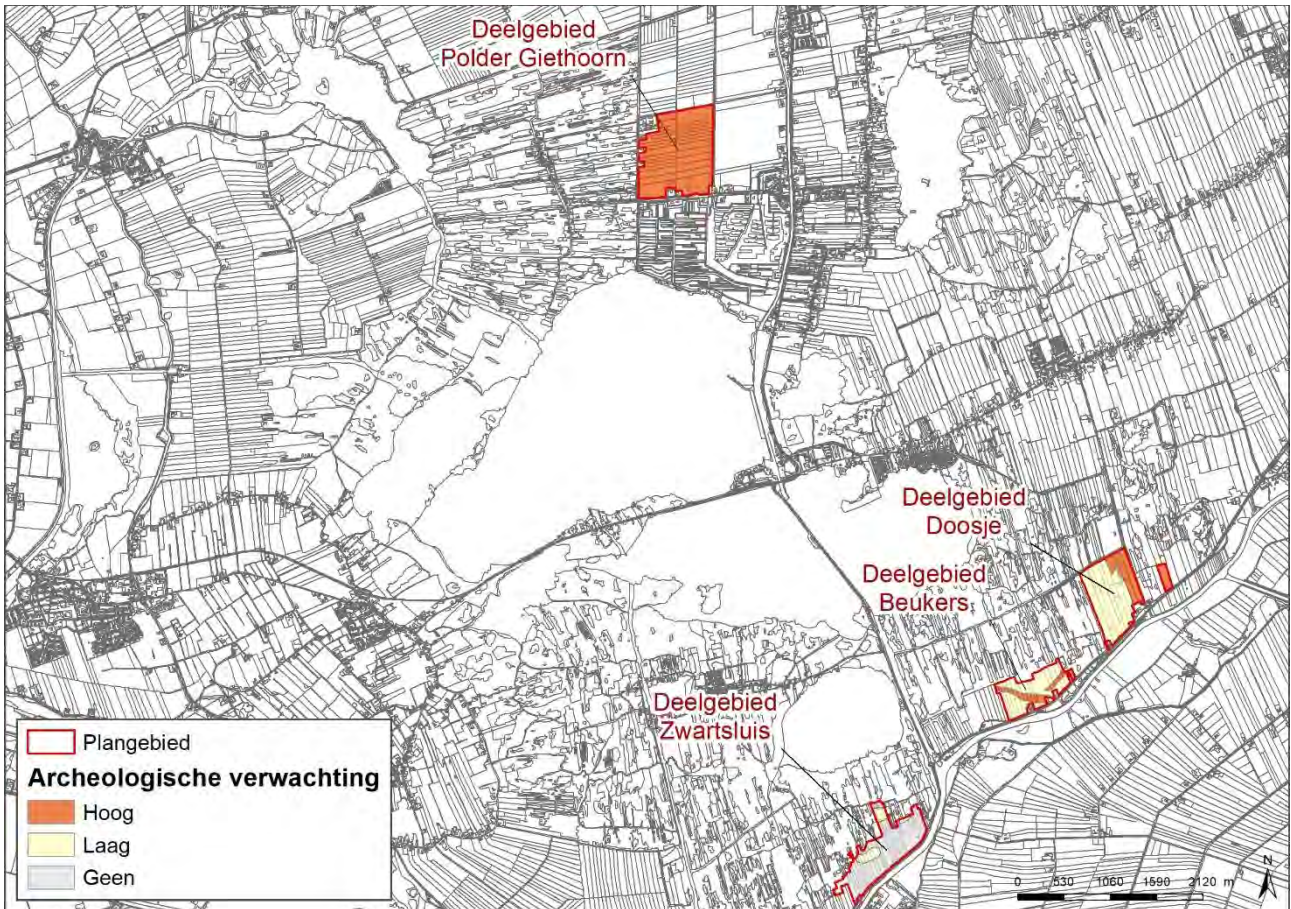 Deelgebied
Polder Giethoorn
Deelgebied
Doosje
Deelgebied
Beukers
Deelgebied
Zwartsluis
Plangebied
Archeologische verwachting
Hoog
Laag
Geen
N
0 530 1060 1590 2120 m